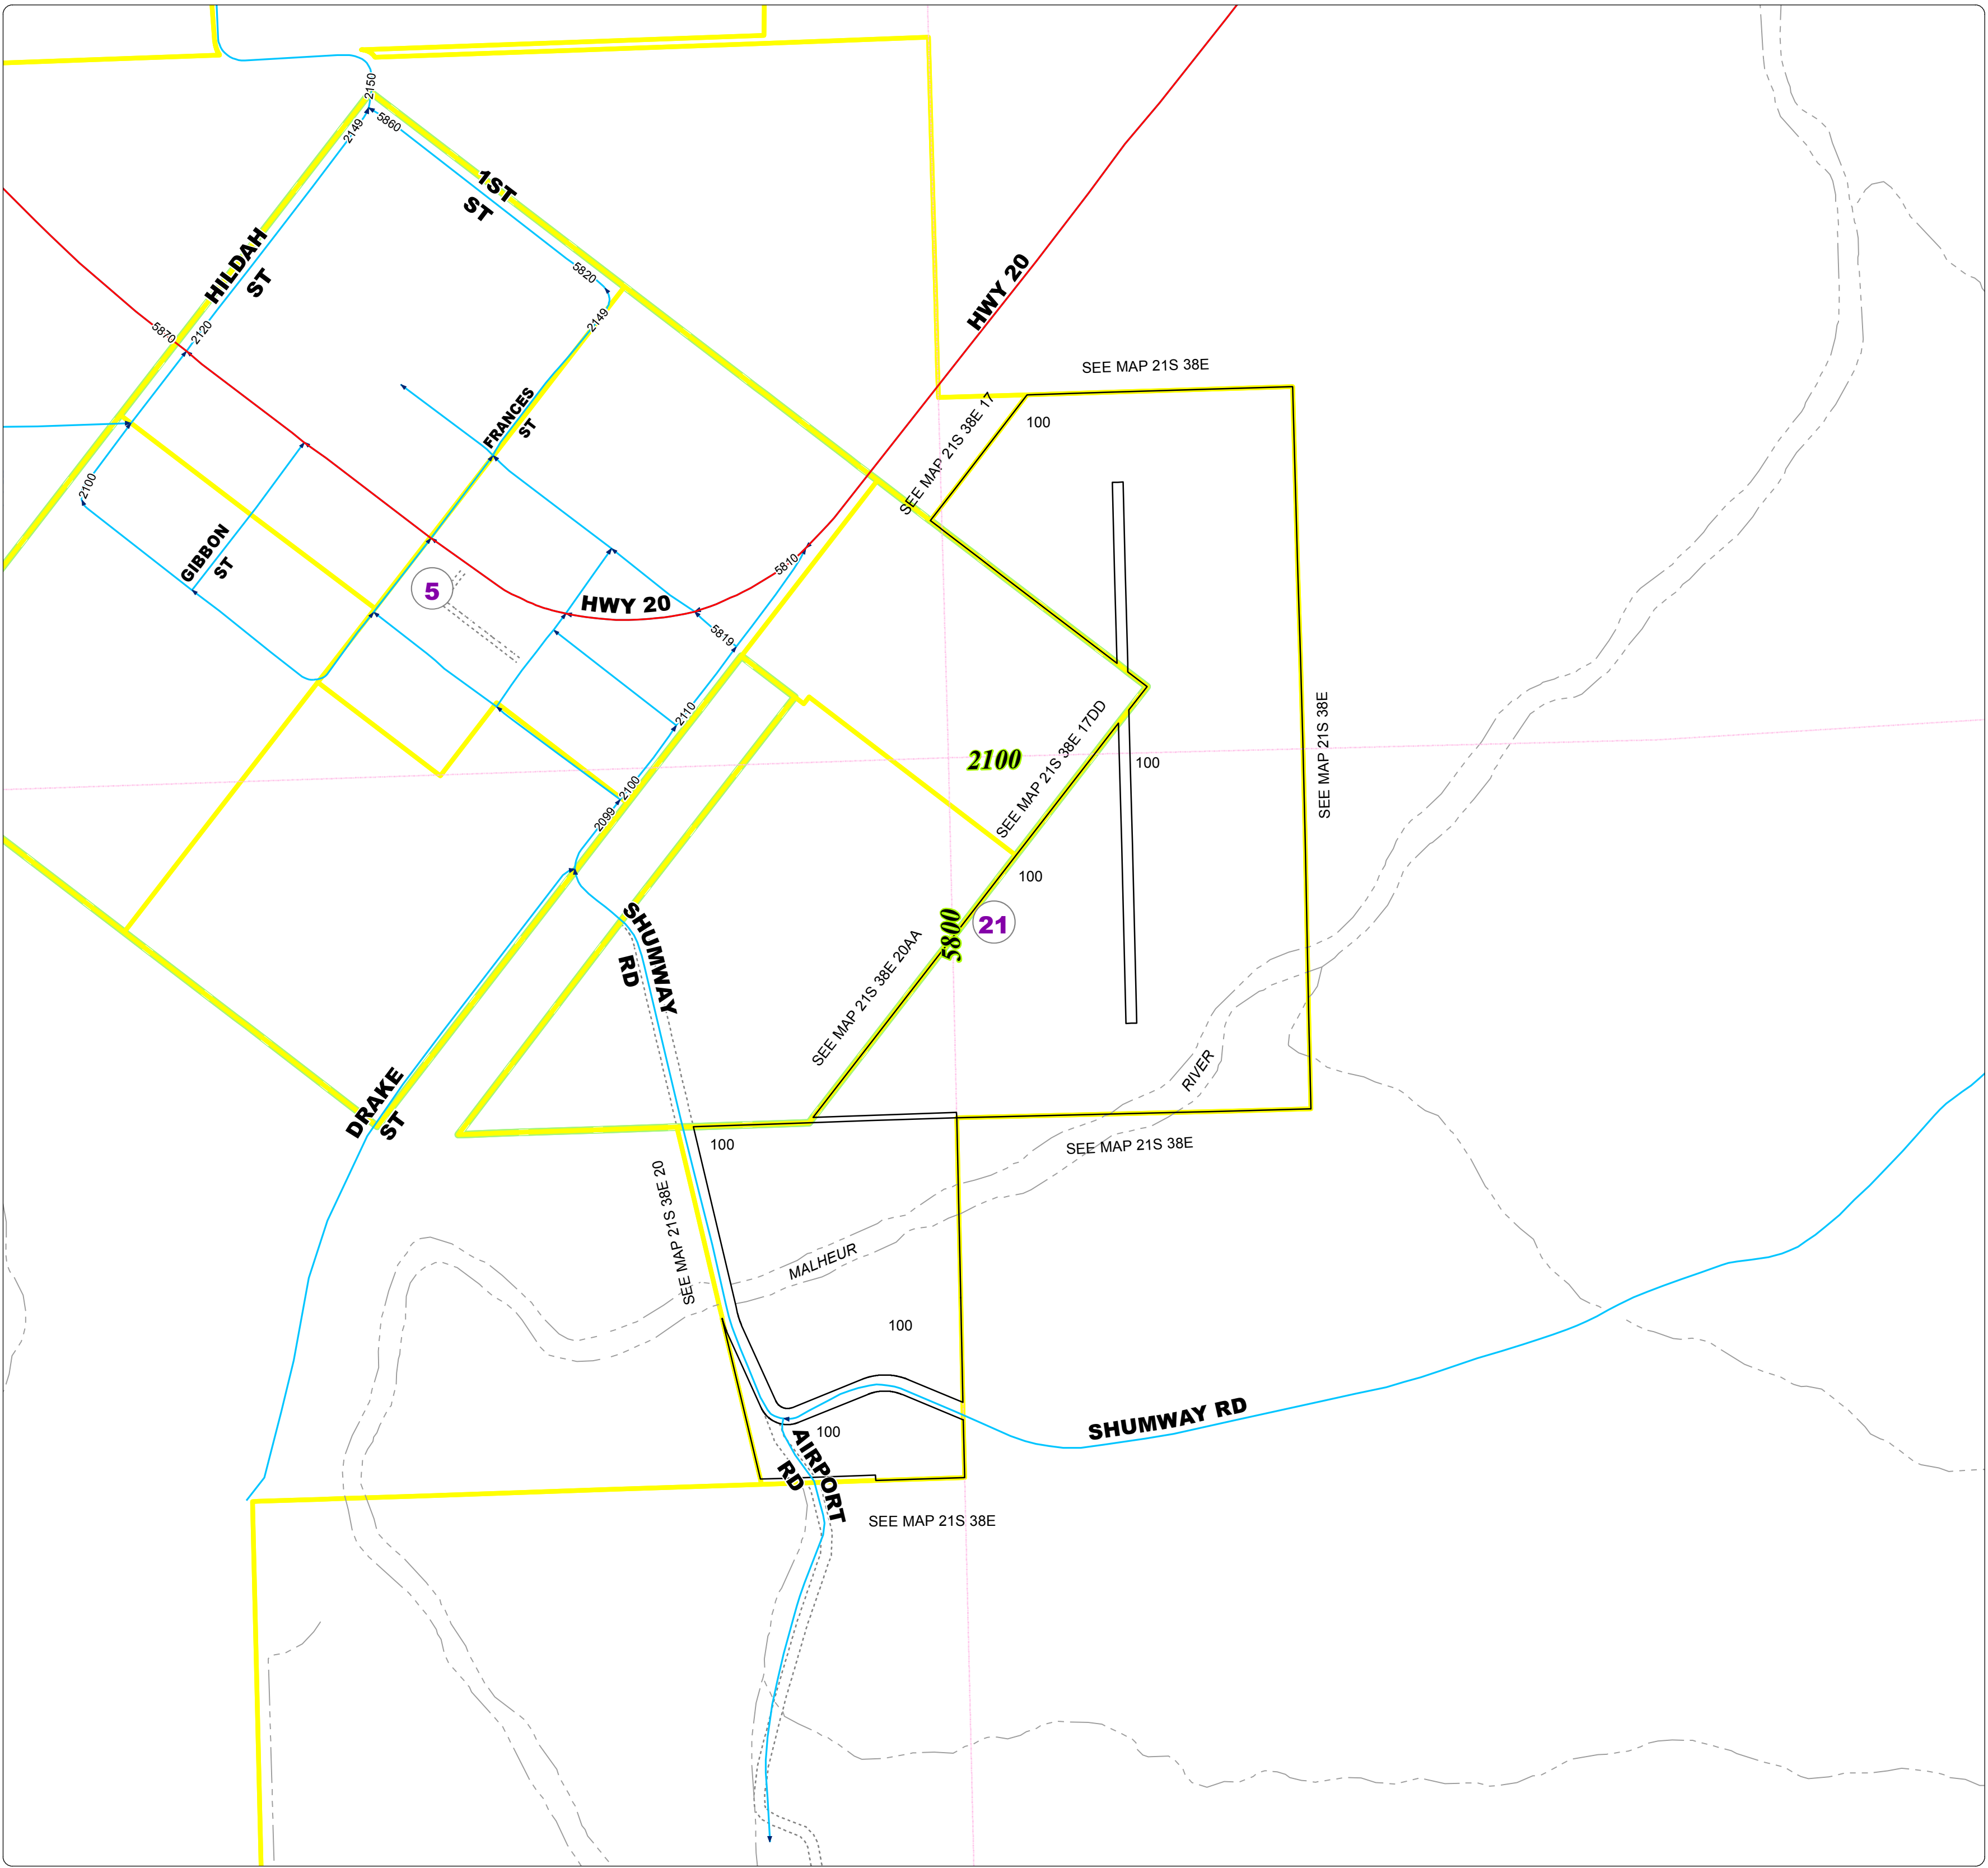 2150
5860
2149
1ST
ST
HILDAH
ST
5820
2149
HWY 20
5870
2120
SEE MAP 21S 38E
SEE MAP 21S 38E 17
100
FRANCES
ST
2100
GIBBON
ST
5
HWY 20
5810
5819
2110
SEE MAP 21S 38E 17DD
SEE MAP 21S 38E
2100
100
2100
2099
100
21
5800
SEE MAP 21S 38E 20AA
SHUMWAY
RD
RIVER
DRAKE
ST
100
SEE MAP 21S 38E
SEE MAP 21S 38E 20
MALHEUR
100
SHUMWAY RD
100
AIRPORT
RD
SEE MAP 21S 38E